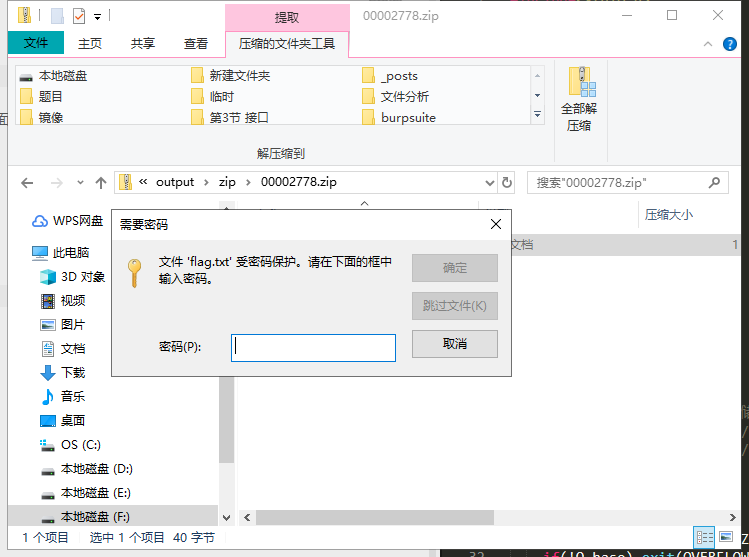 提取
00002778.zip
文件
主页
共享
查看
压缩的文件夹工具
本地磁盘
新建文件夹
_posts
题目
临时
文件分析
镜像
第3节 接口
burpsuite
全部解
压缩
解压缩到
« output › zip › 00002778.zip
搜索"00002778.zip"
WPS网盘
压缩大小
需要密码
文件 'flag.txt' 受密码保护。请在下面的框中
输入密码。
确定
跳过文件(K)
密码(P):
取消
文档
1
此电脑
3D 对象
视频
图片
文档
下载
音乐
桌面
OS (C:)
本地磁盘 (D:)
本地磁盘 (E:)
本地磁盘 (F:)
1 个项目
选中 1 个项目 40 字节